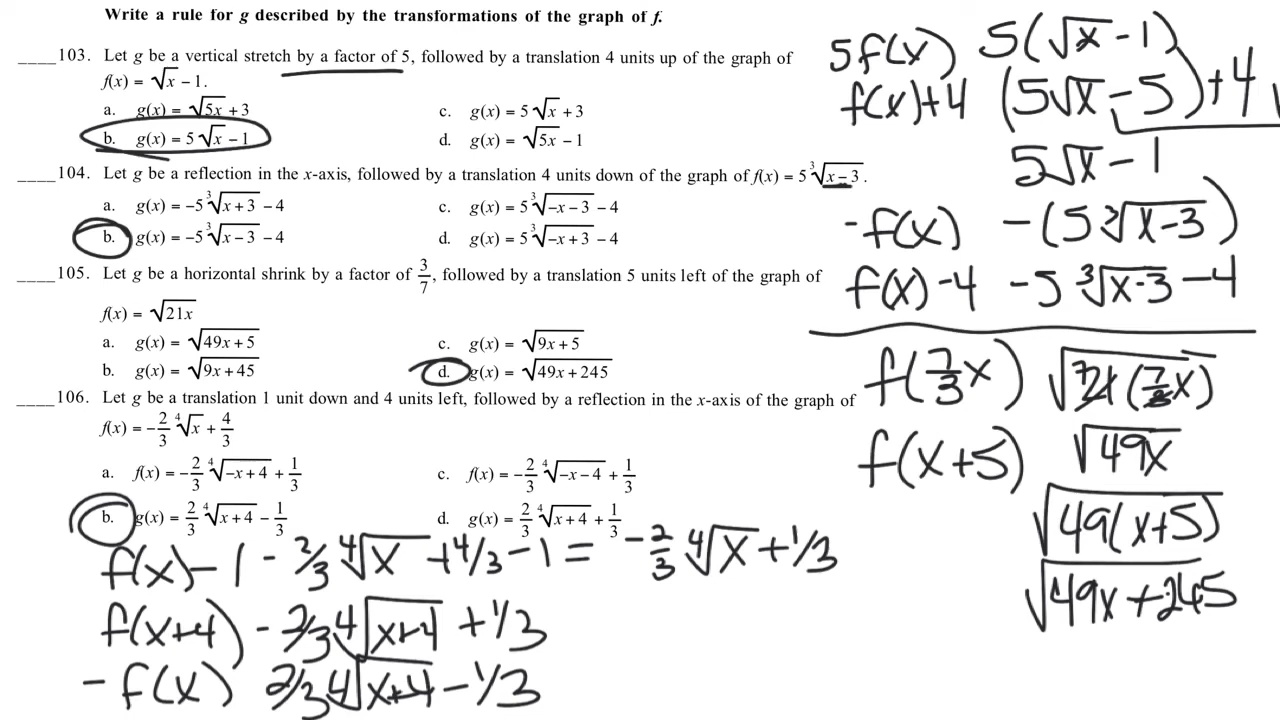 Write a rule for g described by the transformations of the graph of f.
____103. Let g be a vertical stretch by a factor of 5, followed by a translation 4 units up of the graph of
f(x) = √x − 1.
a. g(x) = √5x + 3
c. g(x) = 5√x + 3
b. g(x) = 5√x − 1
d. g(x) = √5x − 1
____104. Let g be a reflection in the x-axis, followed by a translation 4 units down of the graph of f(x) = 5∛x − 3.
a. g(x) = −5∛x + 3 − 4
c. g(x) = 5∛−x − 3 − 4
b. g(x) = −5∛x − 3 − 4
d. g(x) = 5∛−x + 3 − 4
____105. Let g be a horizontal shrink by a factor of 3/7, followed by a translation 5 units left of the graph of
f(x) = √21x
a. g(x) = √49x + 5
c. g(x) = √9x + 5
b. g(x) = √9x + 45
d. g(x) = √49x + 245
____106. Let g be a translation 1 unit down and 4 units left, followed by a reflection in the x-axis of the graph of
f(x) = −2/3 ∜x + 4/3
a. f(x) = −2/3 ∜−x + 4 + 1/3
c. f(x) = −2/3 ∜−x − 4 + 1/3
b. g(x) = 2/3 ∜x + 4 − 1/3
d. g(x) = 2/3 ∜x + 4 + 1/3
f(x) − 1 − 2/3 ∜x + 4/3 − 1 = −2/3 ∜x + 1/3
f(x+4) − 2/3 ∜x+4 + 1/3
− f(x) 2/3 ∜x+4 − 1/3
5f(x) 5(√x − 1)
f(x)+4 (5√x − 5) + 4
5√x − 1
−f(x) −(5∛x−3)
f(x)−4 −5∛x−3 − 4
f(7/3x) √21(7/3x)
7
f(x+5) √49x
√49(x+5)
√49x+245